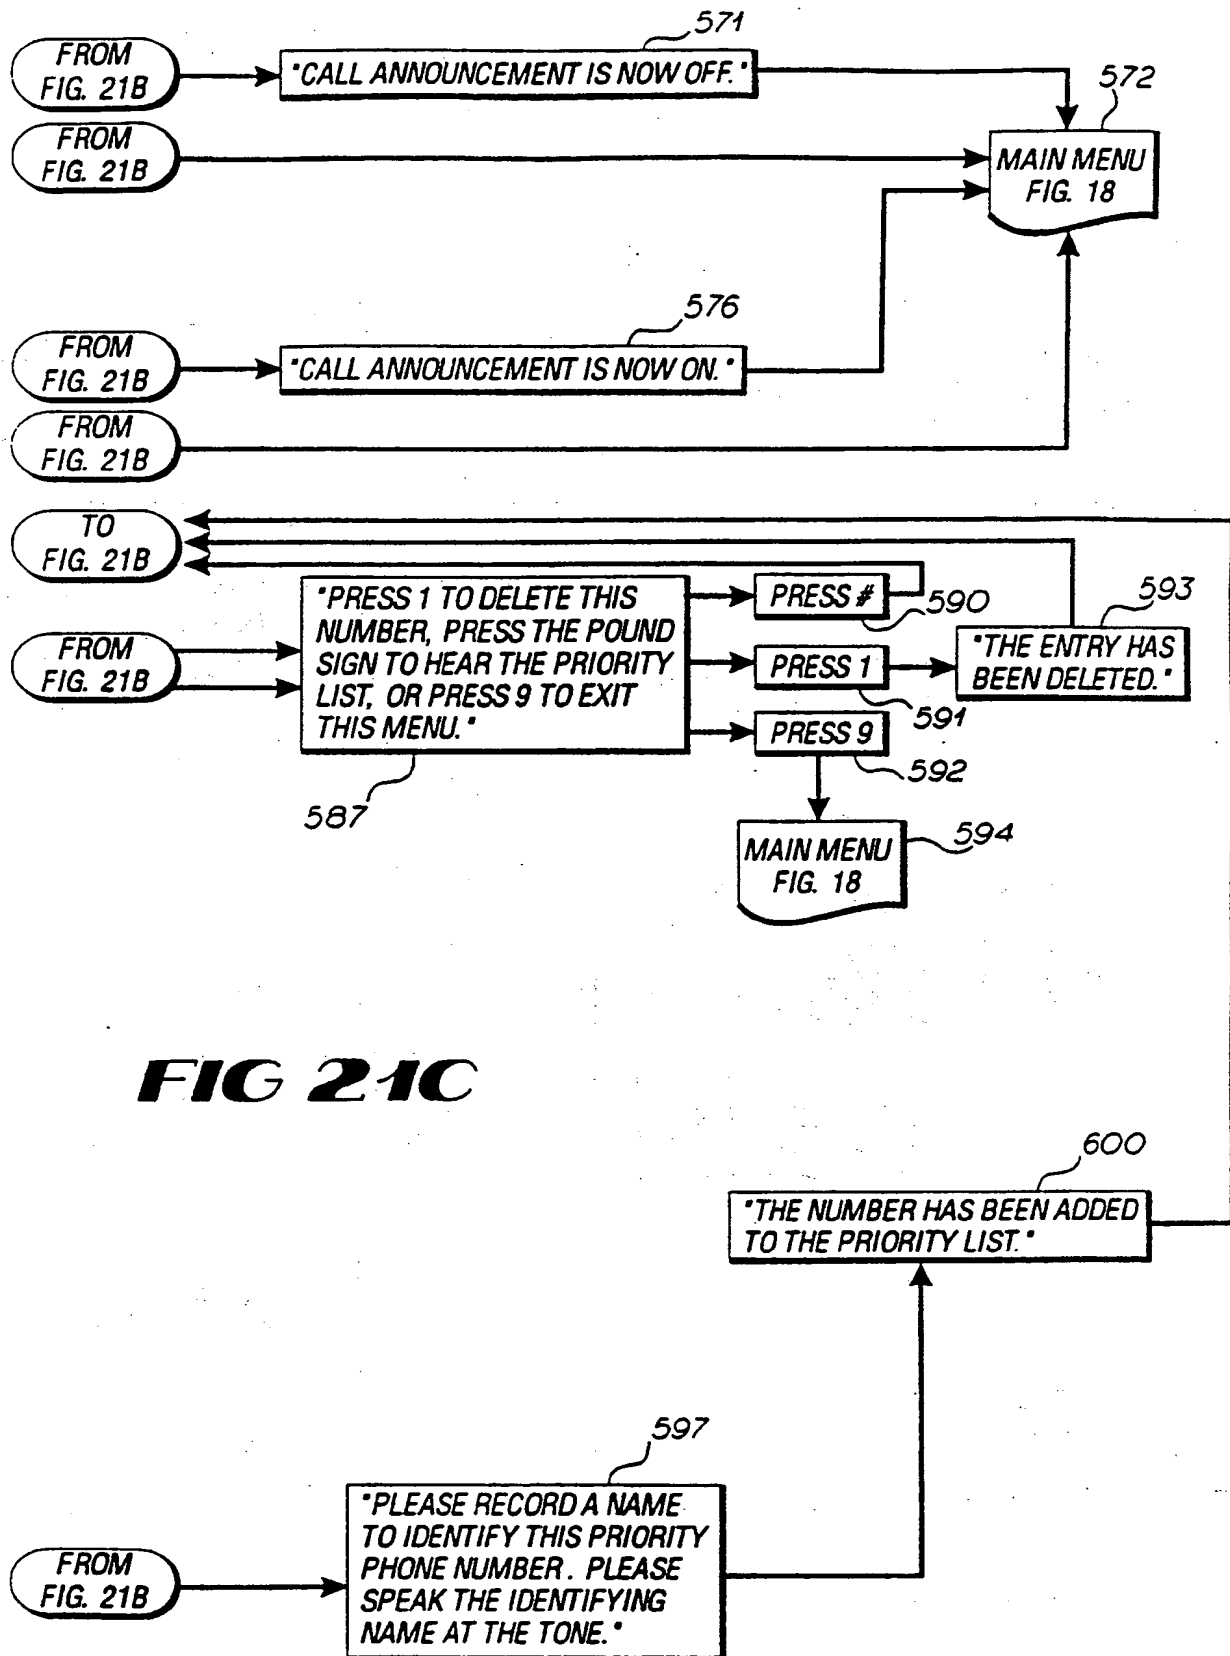 571
FROM
FIG. 21B
"CALL ANNOUNCEMENT IS NOW OFF."
572
FROM
FIG. 21B
MAIN MENU
FIG. 18
576
FROM
FIG. 21B
"CALL ANNOUNCEMENT IS NOW ON."
FROM
FIG. 21B
TO
FIG. 21B
"PRESS 1 TO DELETE THIS
NUMBER, PRESS THE POUND
SIGN TO HEAR THE PRIORITY
LIST, OR PRESS 9 TO EXIT
THIS MENU."
587
FROM
FIG. 21B
PRESS #
590
PRESS 1
591
PRESS 9
592
593
"THE ENTRY HAS
BEEN DELETED."
MAIN MENU
FIG. 18
594
FIG 21C
600
"THE NUMBER HAS BEEN ADDED
TO THE PRIORITY LIST."
597
FROM
FIG. 21B
"PLEASE RECORD A NAME
TO IDENTIFY THIS PRIORITY
PHONE NUMBER. PLEASE
SPEAK THE IDENTIFYING
NAME AT THE TONE."